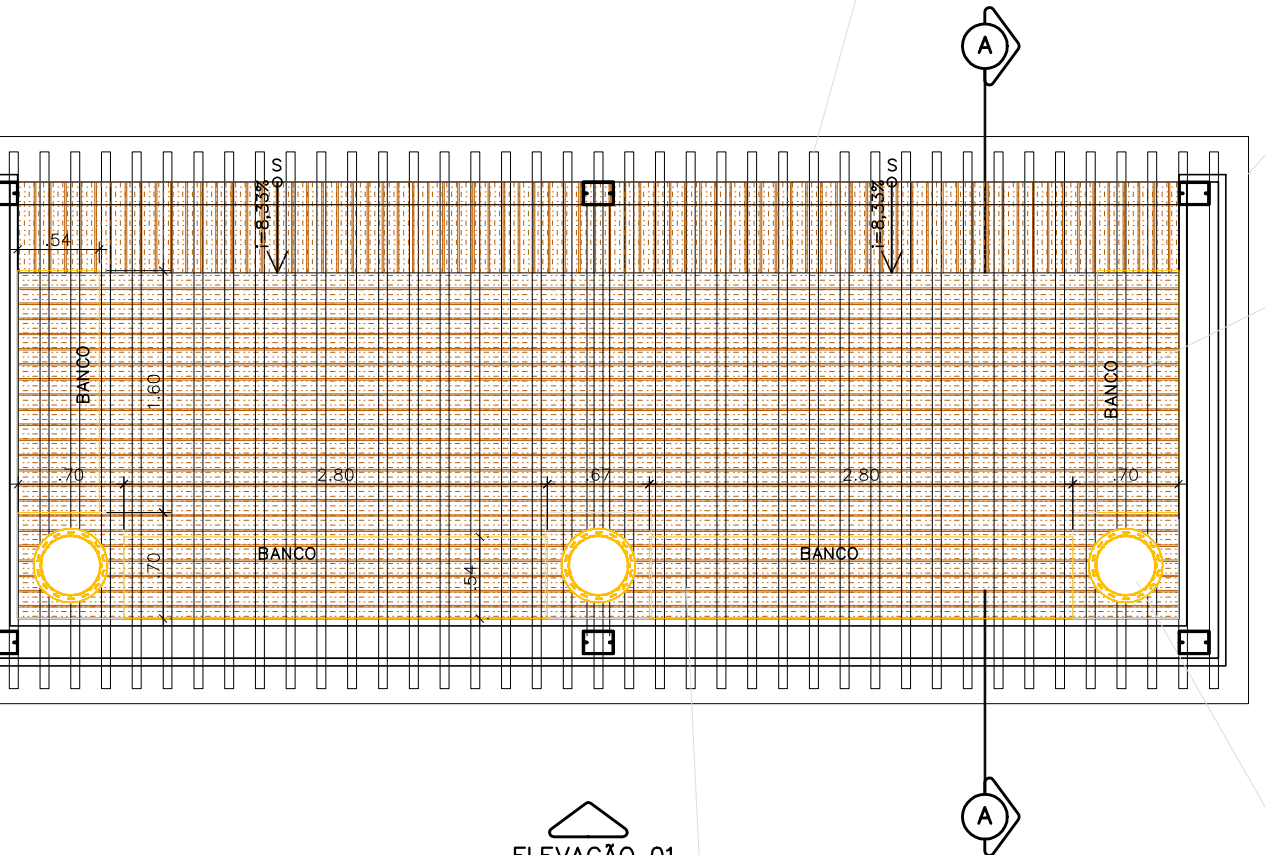 A
S
S
i=8,33%
i=8,33%
.54
BANCO
1.60
BANCO
.70
2.80
.67
2.80
.70
BANCO
BANCO
.70
.54
A
ELEVAÇÃO 01